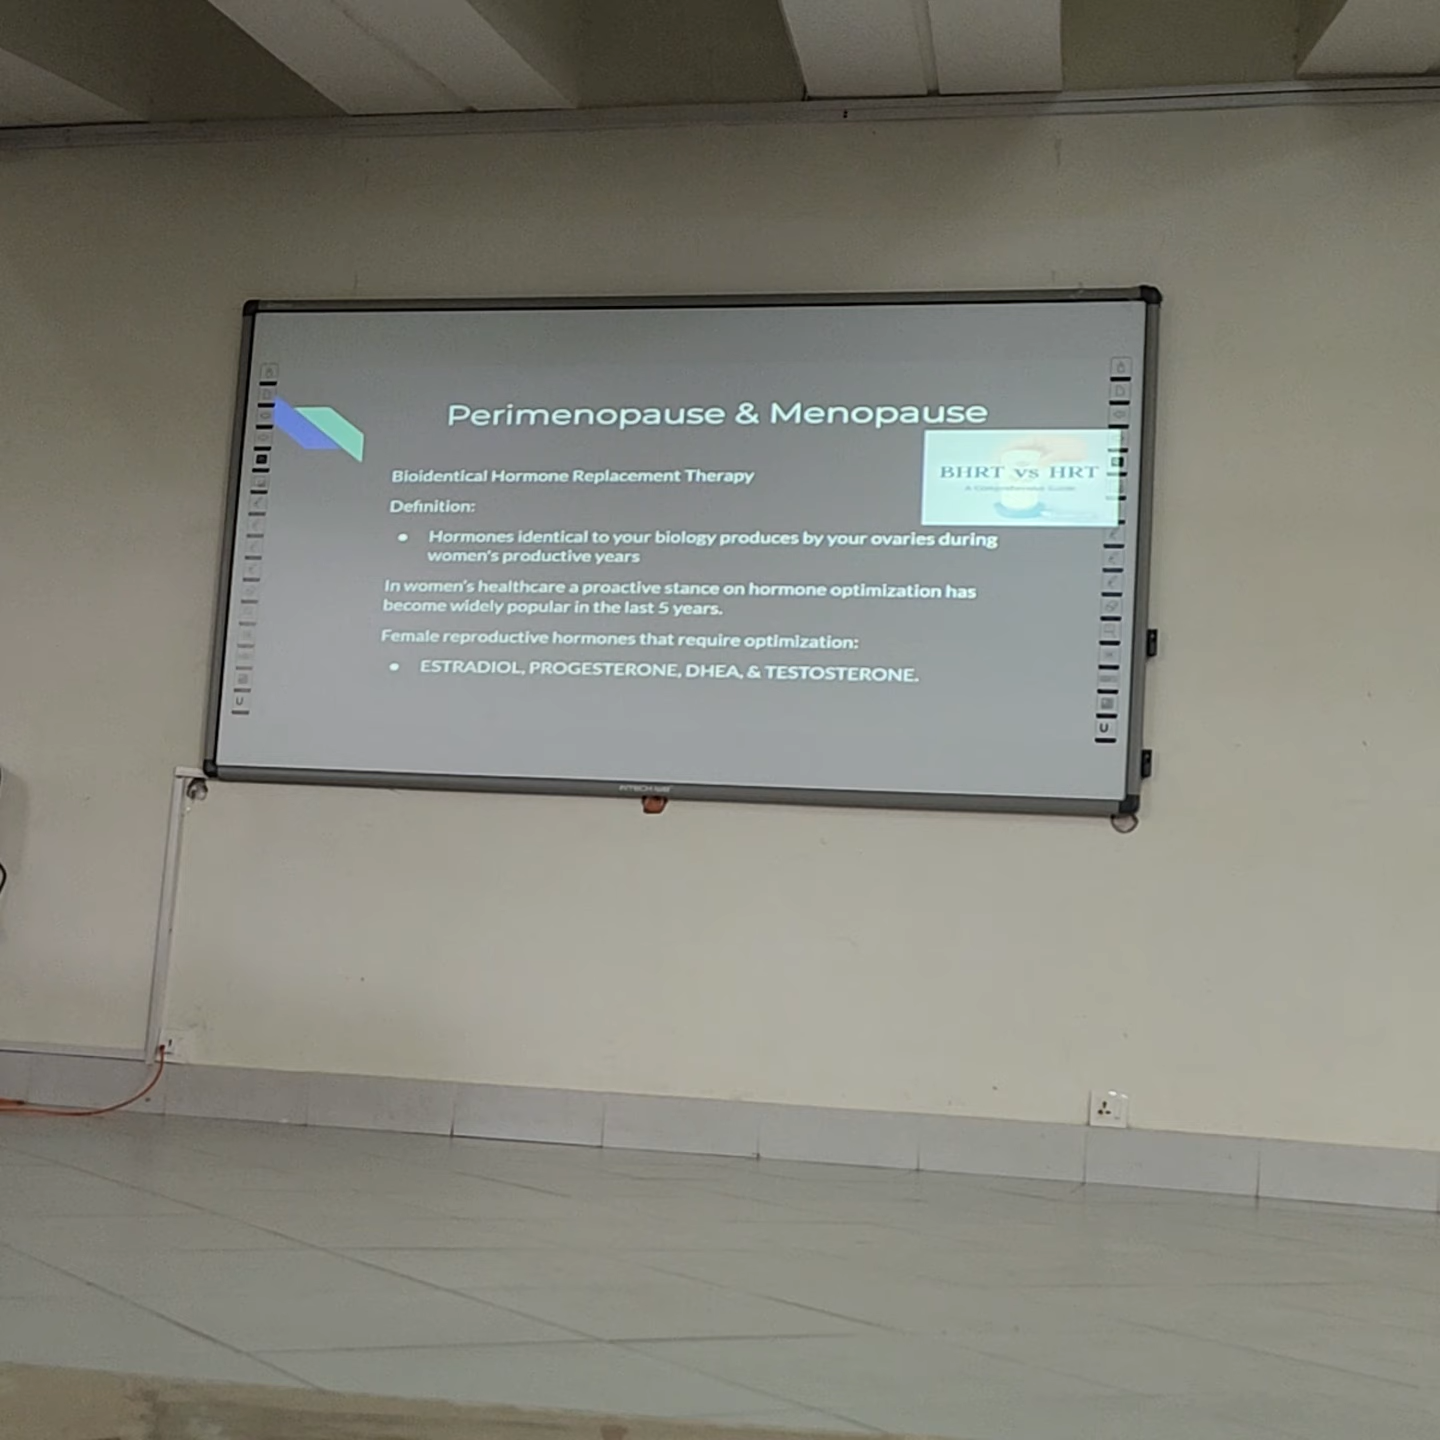 Perimenopause & Menopause
BHRT vs HRT
A Comprehensive Guide
Bioidentical Hormone Replacement Therapy
Definition:
● Hormones identical to your biology produces by your ovaries during
women's productive years
In women's healthcare a proactive stance on hormone optimization has
become widely popular in the last 5 years.
Female reproductive hormones that require optimization:
● ESTRADIOL, PROGESTERONE, DHEA, & TESTOSTERONE.